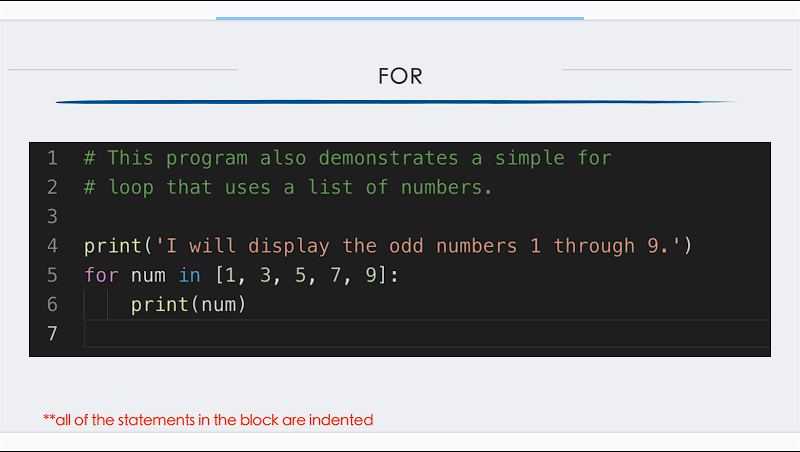 FOR
1 # This program also demonstrates a simple for
2 # loop that uses a list of numbers.
3
4 print('I will display the odd numbers 1 through 9.')
5 for num in [1, 3, 5, 7, 9]:
6     print(num)
7
**all of the statements in the block are indented